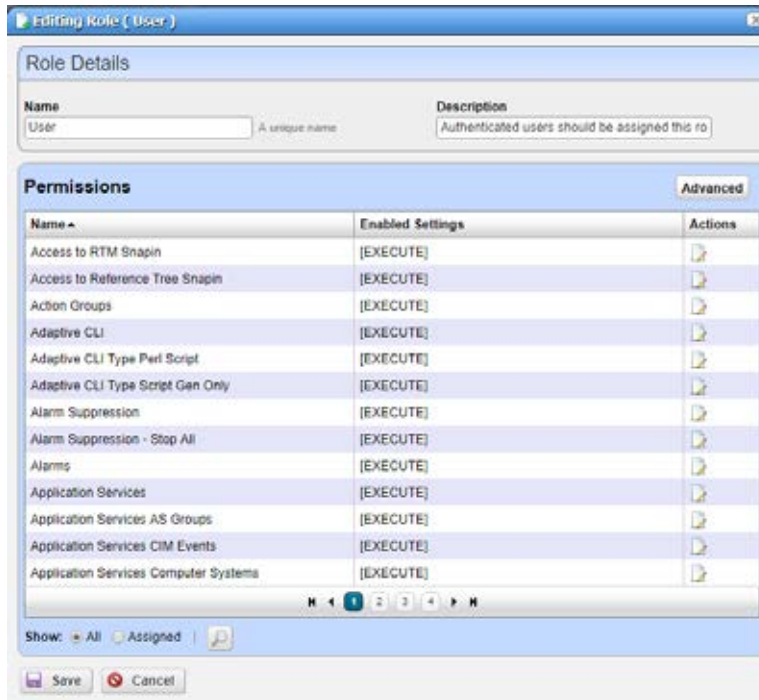 Editing Role ( User )
Role Details
Name
Description
User
A unique name
Authenticated users should be assigned this ro
Permissions
Advanced
Name
Enabled Settings
Actions
Access to RTM Snapin [EXECUTE]
Access to Reference Tree Snapin [EXECUTE]
Action Groups [EXECUTE]
Adaptive CLI [EXECUTE]
Adaptive CLI Type Perl Script [EXECUTE]
Adaptive CLI Type Script Gen Only [EXECUTE]
Alarm Suppression [EXECUTE]
Alarm Suppression - Stop All [EXECUTE]
Alarms [EXECUTE]
Application Services [EXECUTE]
Application Services AS Groups [EXECUTE]
Application Services CIM Events [EXECUTE]
Application Services Computer Systems [EXECUTE]
1 2 3 4
Show: All Assigned
Save Cancel